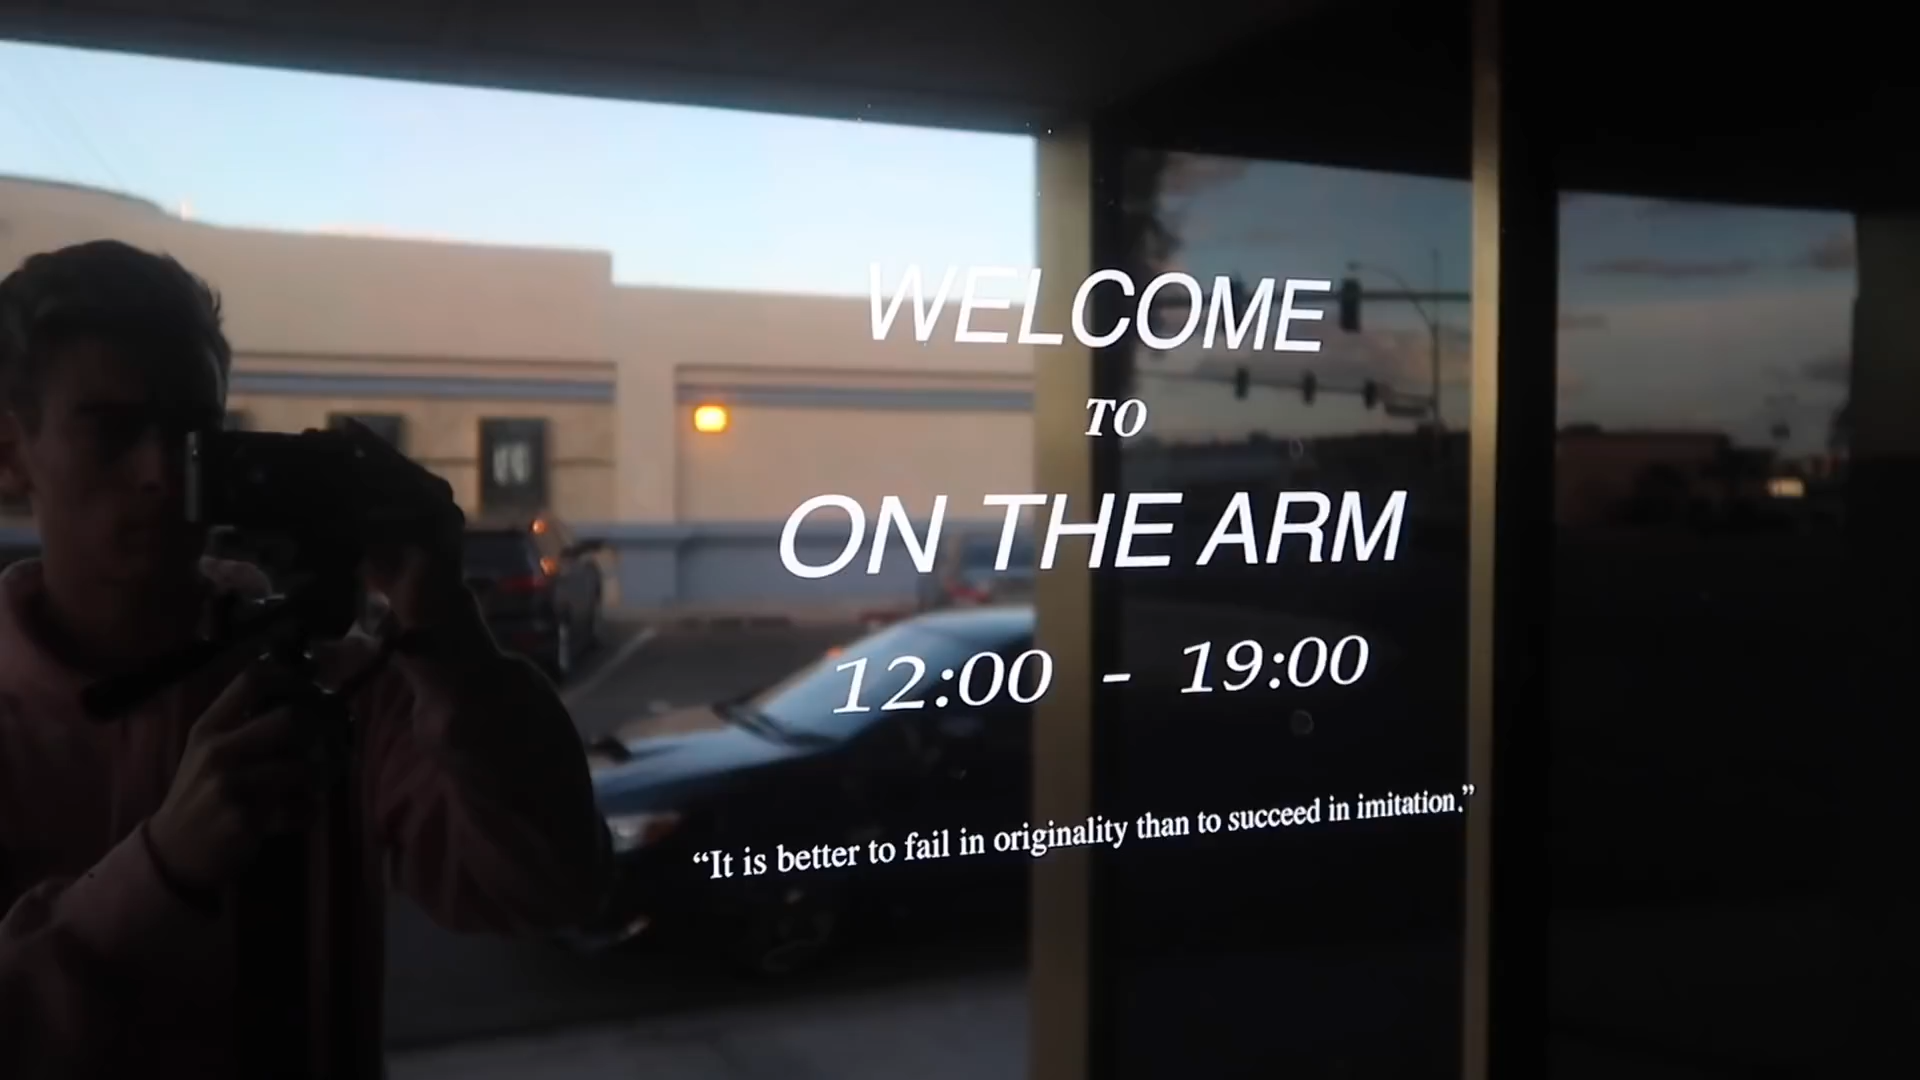 WELCOME
TO
ON THE ARM
12:00 - 19:00
“It is better to fail in originality than to succeed in imitation.”